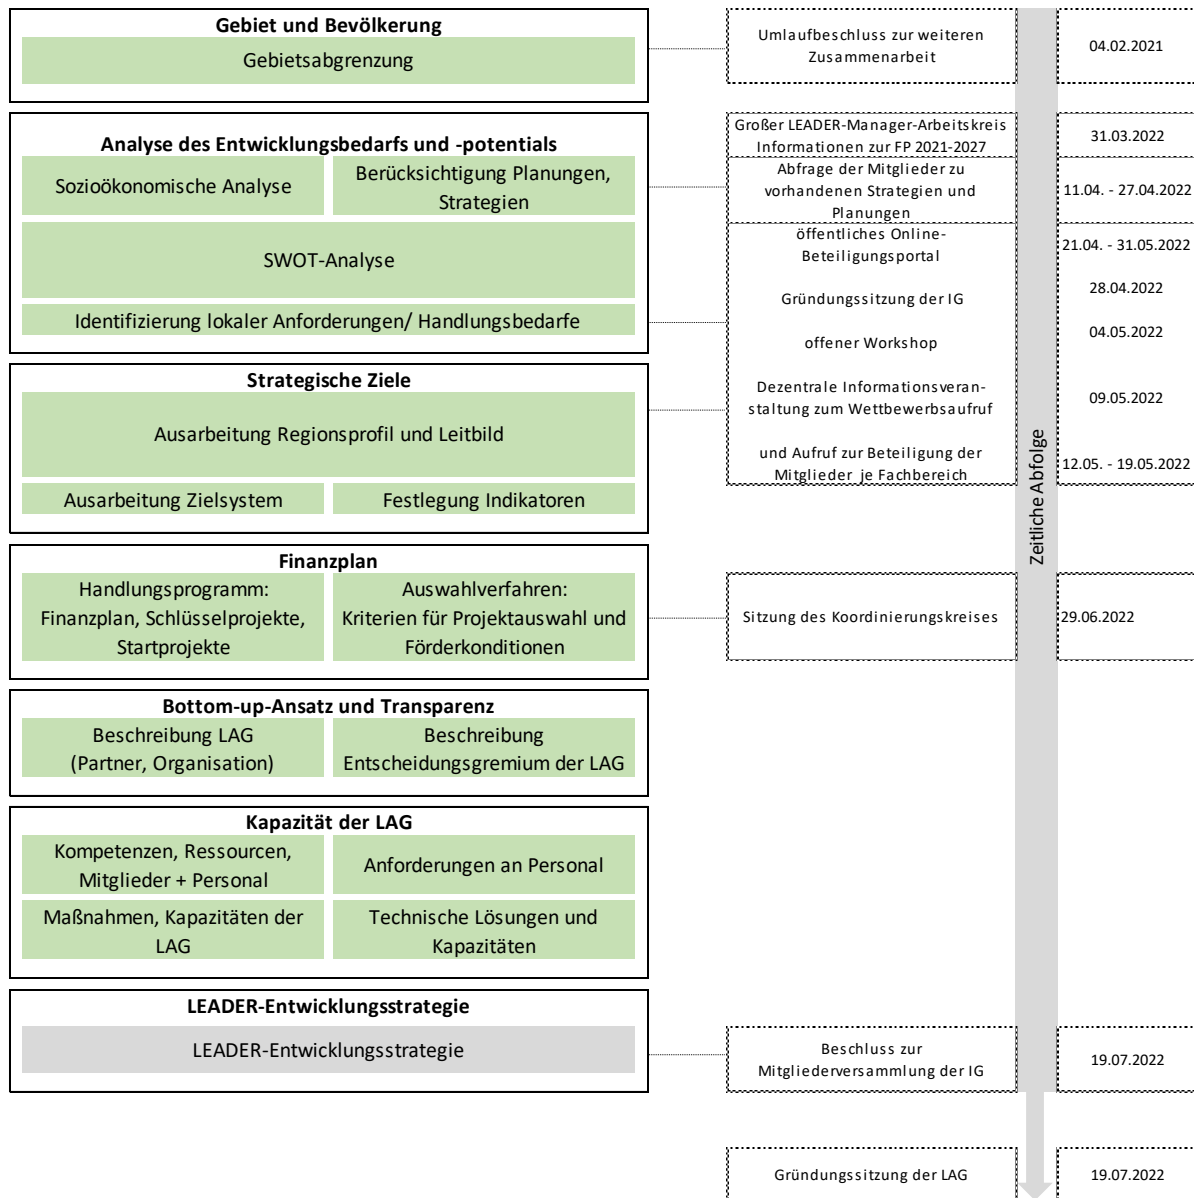 Gebiet und Bevölkerung
Gebietsabgrenzung
Umlaufbeschluss zur weiteren
Zusammenarbeit
04.02.2021
Analyse des Entwicklungsbedarfs und -potentials
Sozioökonomische Analyse
Berücksichtigung Planungen,
Strategien
SWOT-Analyse
Identifizierung lokaler Anforderungen/ Handlungsbedarfe
Großer LEADER-Manager-Arbeitskreis
Informationen zur FP 2021-2027
31.03.2022
Abfrage der Mitglieder zu
vorhandenen Strategien und
Planungen
11.04. - 27.04.2022
öffentliches Online-
Beteiligungsportal
21.04. - 31.05.2022
Gründungssitzung der IG
28.04.2022
offener Workshop
04.05.2022
Dezentrale Informationsveran-
staltung zum Wettbewerbsaufruf
09.05.2022
und Aufruf zur Beteiligung der
Mitglieder je Fachbereich
12.05. - 19.05.2022
Strategische Ziele
Ausarbeitung Regionsprofil und Leitbild
Ausarbeitung Zielsystem
Festlegung Indikatoren
Zeitliche Abfolge
Finanzplan
Handlungsprogramm:
Finanzplan, Schlüsselprojekte,
Startprojekte
Auswahlverfahren:
Kriterien für Projektauswahl und
Förderkonditionen
Sitzung des Koordinierungskreises
29.06.2022
Bottom-up-Ansatz und Transparenz
Beschreibung LAG
(Partner, Organisation)
Beschreibung
Entscheidungsgremium der LAG
Kapazität der LAG
Kompetenzen, Ressourcen,
Mitglieder + Personal
Anforderungen an Personal
Maßnahmen, Kapazitäten der
LAG
Technische Lösungen und
Kapazitäten
LEADER-Entwicklungsstrategie
LEADER-Entwicklungsstrategie
Beschluss zur
Mitgliederversammlung der IG
19.07.2022
Gründungssitzung der LAG
19.07.2022